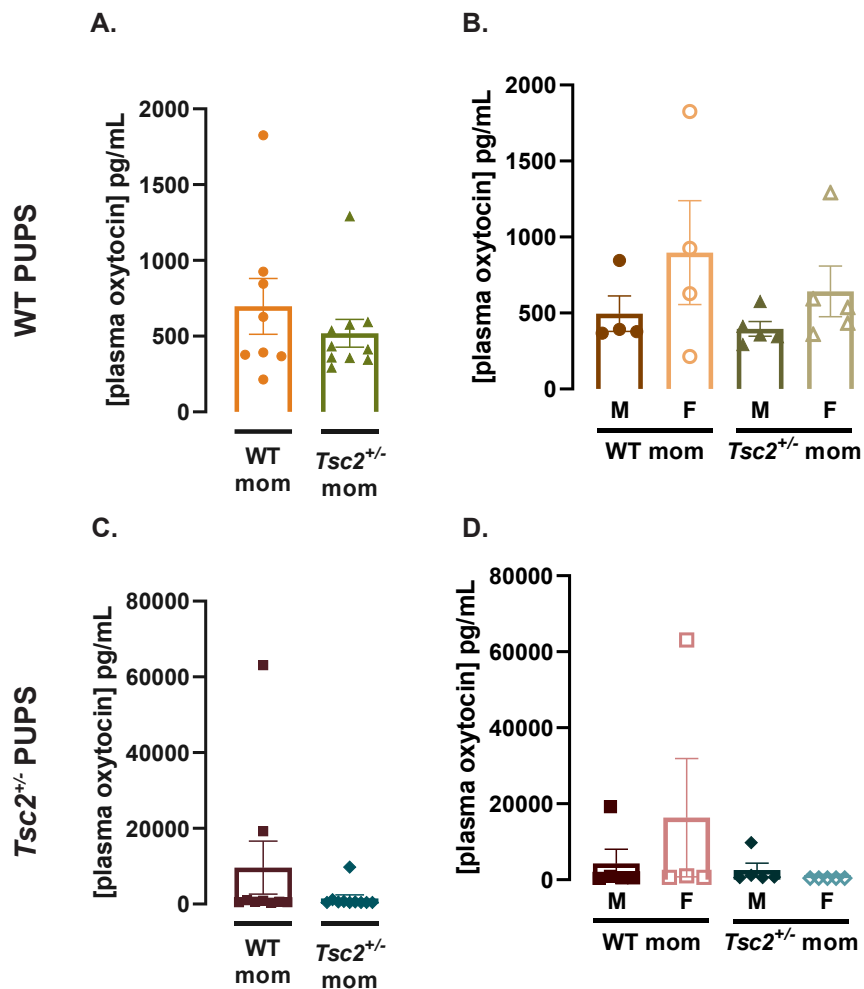 A.
B.
WT PUPS
[plasma oxytocin] pg/mL
2000
1500
1000
500
0
WT
mom
Tsc2+/-
mom
[plasma oxytocin] pg/mL
2000
1500
1000
500
0
M
F
M
F
WT mom
Tsc2+/- mom
C.
D.
Tsc2+/- PUPS
[plasma oxytocin] pg/mL
80000
60000
40000
20000
0
WT
mom
Tsc2+/-
mom
[plasma oxytocin] pg/mL
80000
60000
40000
20000
0
M
F
M
F
WT mom
Tsc2+/- mom